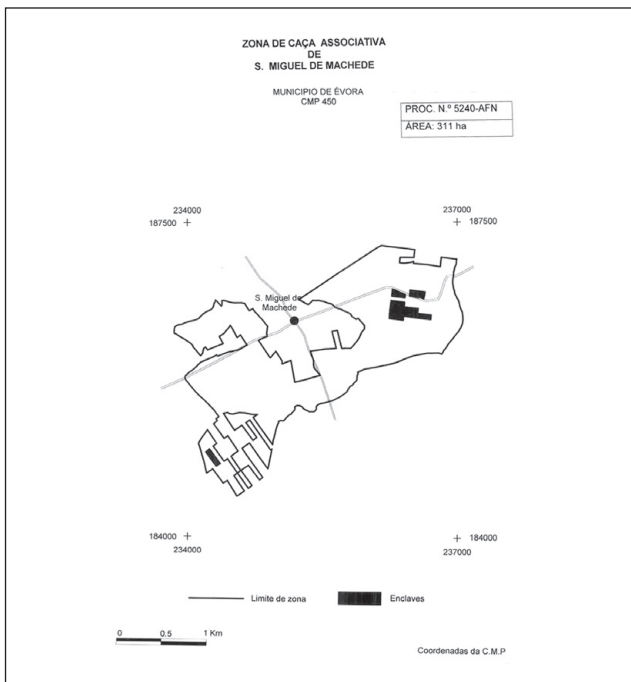 ZONA DE CAÇA ASSOCIATIVA
DE
S. MIGUEL DE MACHEDE
MUNICIPIO DE ÉVORA
CMP 450
PROC. N.º 5240-AFN
ÁREA: 311 ha
234000
187500
237000
187500
S. Miguel de
Machede
184000
234000
184000
237000
Limite de zona
Enclaves
0 0.5 1 Km
Coordenadas da C.M.P